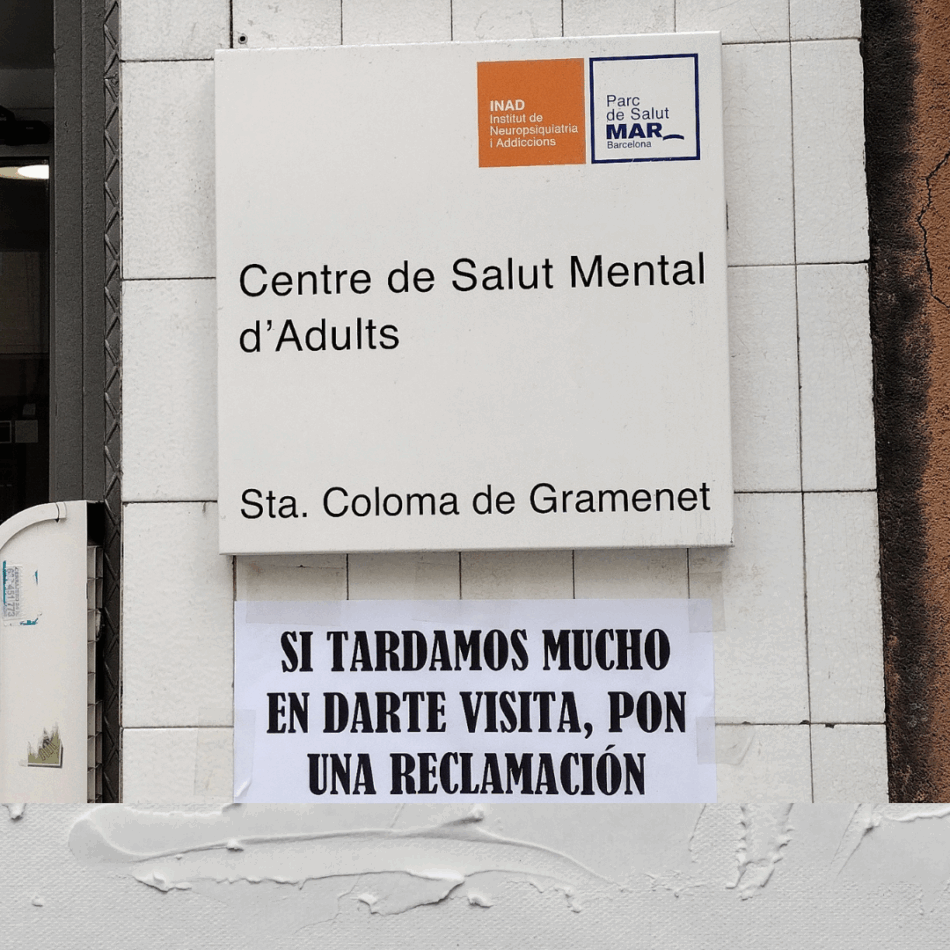 INAD
Institut de
Neuropsiquiatria
i Addiccions
Parc
de Salut
MAR
Barcelona
Centre de Salut Mental
d'Adults
Sta. Coloma de Gramenet
SI TARDAMOS MUCHO
EN DARTE VISITA, PON
UNA RECLAMACIÓN